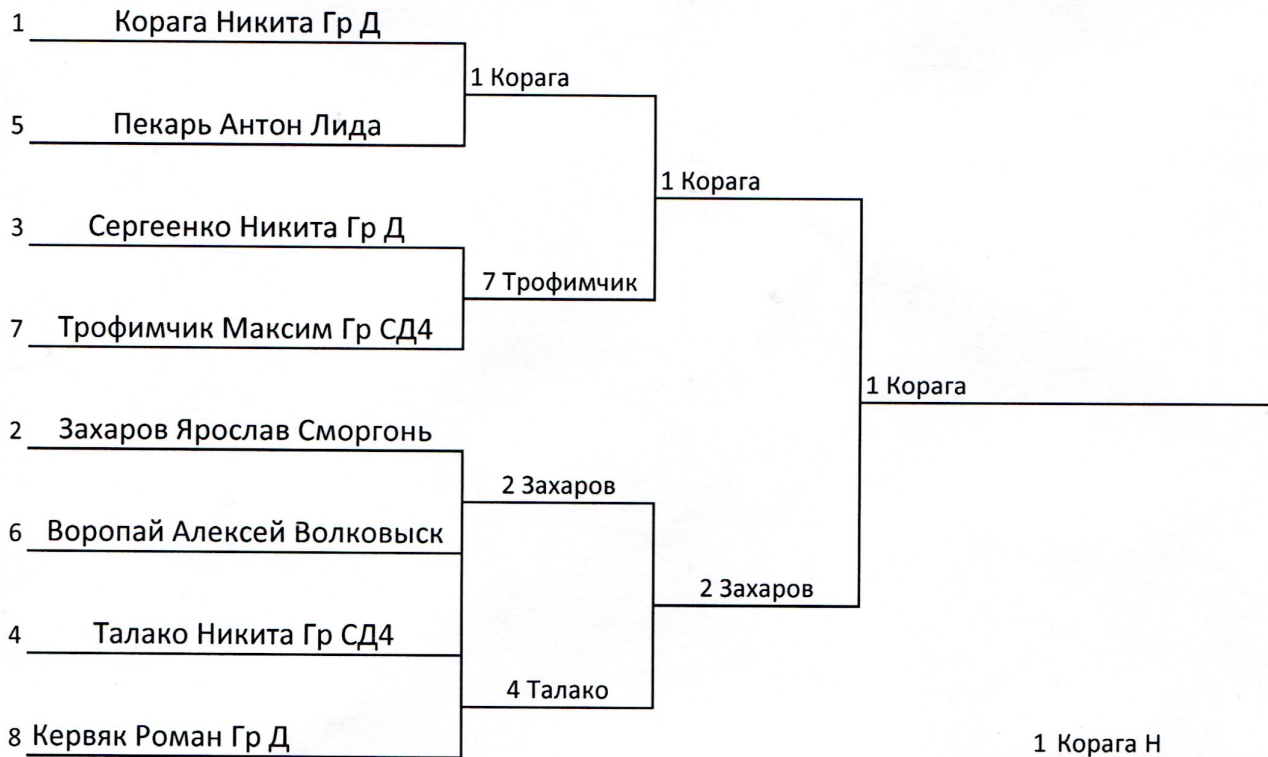 1 Корага Никита Гр Д
1 Корага
5 Пекарь Антон Лида
1 Корага
3 Сергеенко Никита Гр Д
7 Трофимчик
7 Трофимчик Максим Гр СД4
1 Корага
2 Захаров Ярослав Сморгонь
2 Захаров
6 Воропай Алексей Волковыск
2 Захаров
4 Талако Никита Гр СД4
4 Талако
8 Кервяк Роман Гр Д
1 Корага Н